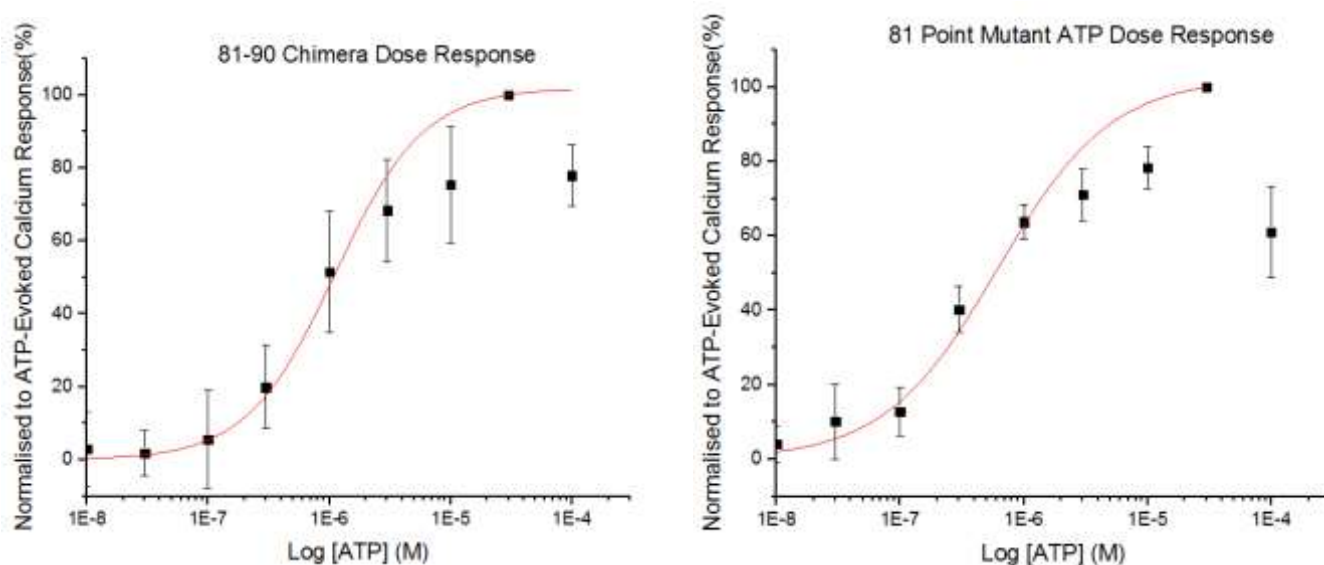 81-90 Chimera Dose Response
Normalised to ATP-Evoked Calcium Response(%)
100
80
60
40
20
0
1E-8 1E-7 1E-6 1E-5 1E-4
Log [ATP] (M)
81 Point Mutant ATP Dose Response
Normalised to ATP-Evoked Calcium Response(%)
100
80
60
40
20
0
1E-8 1E-7 1E-6 1E-5 1E-4
Log [ATP] (M)